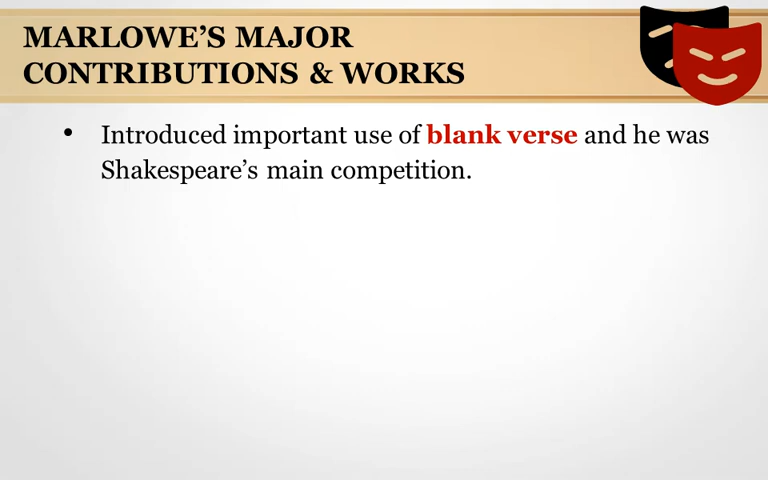 MARLOWE’S MAJOR
CONTRIBUTIONS & WORKS
• Introduced important use of blank verse and he was
Shakespeare’s main competition.